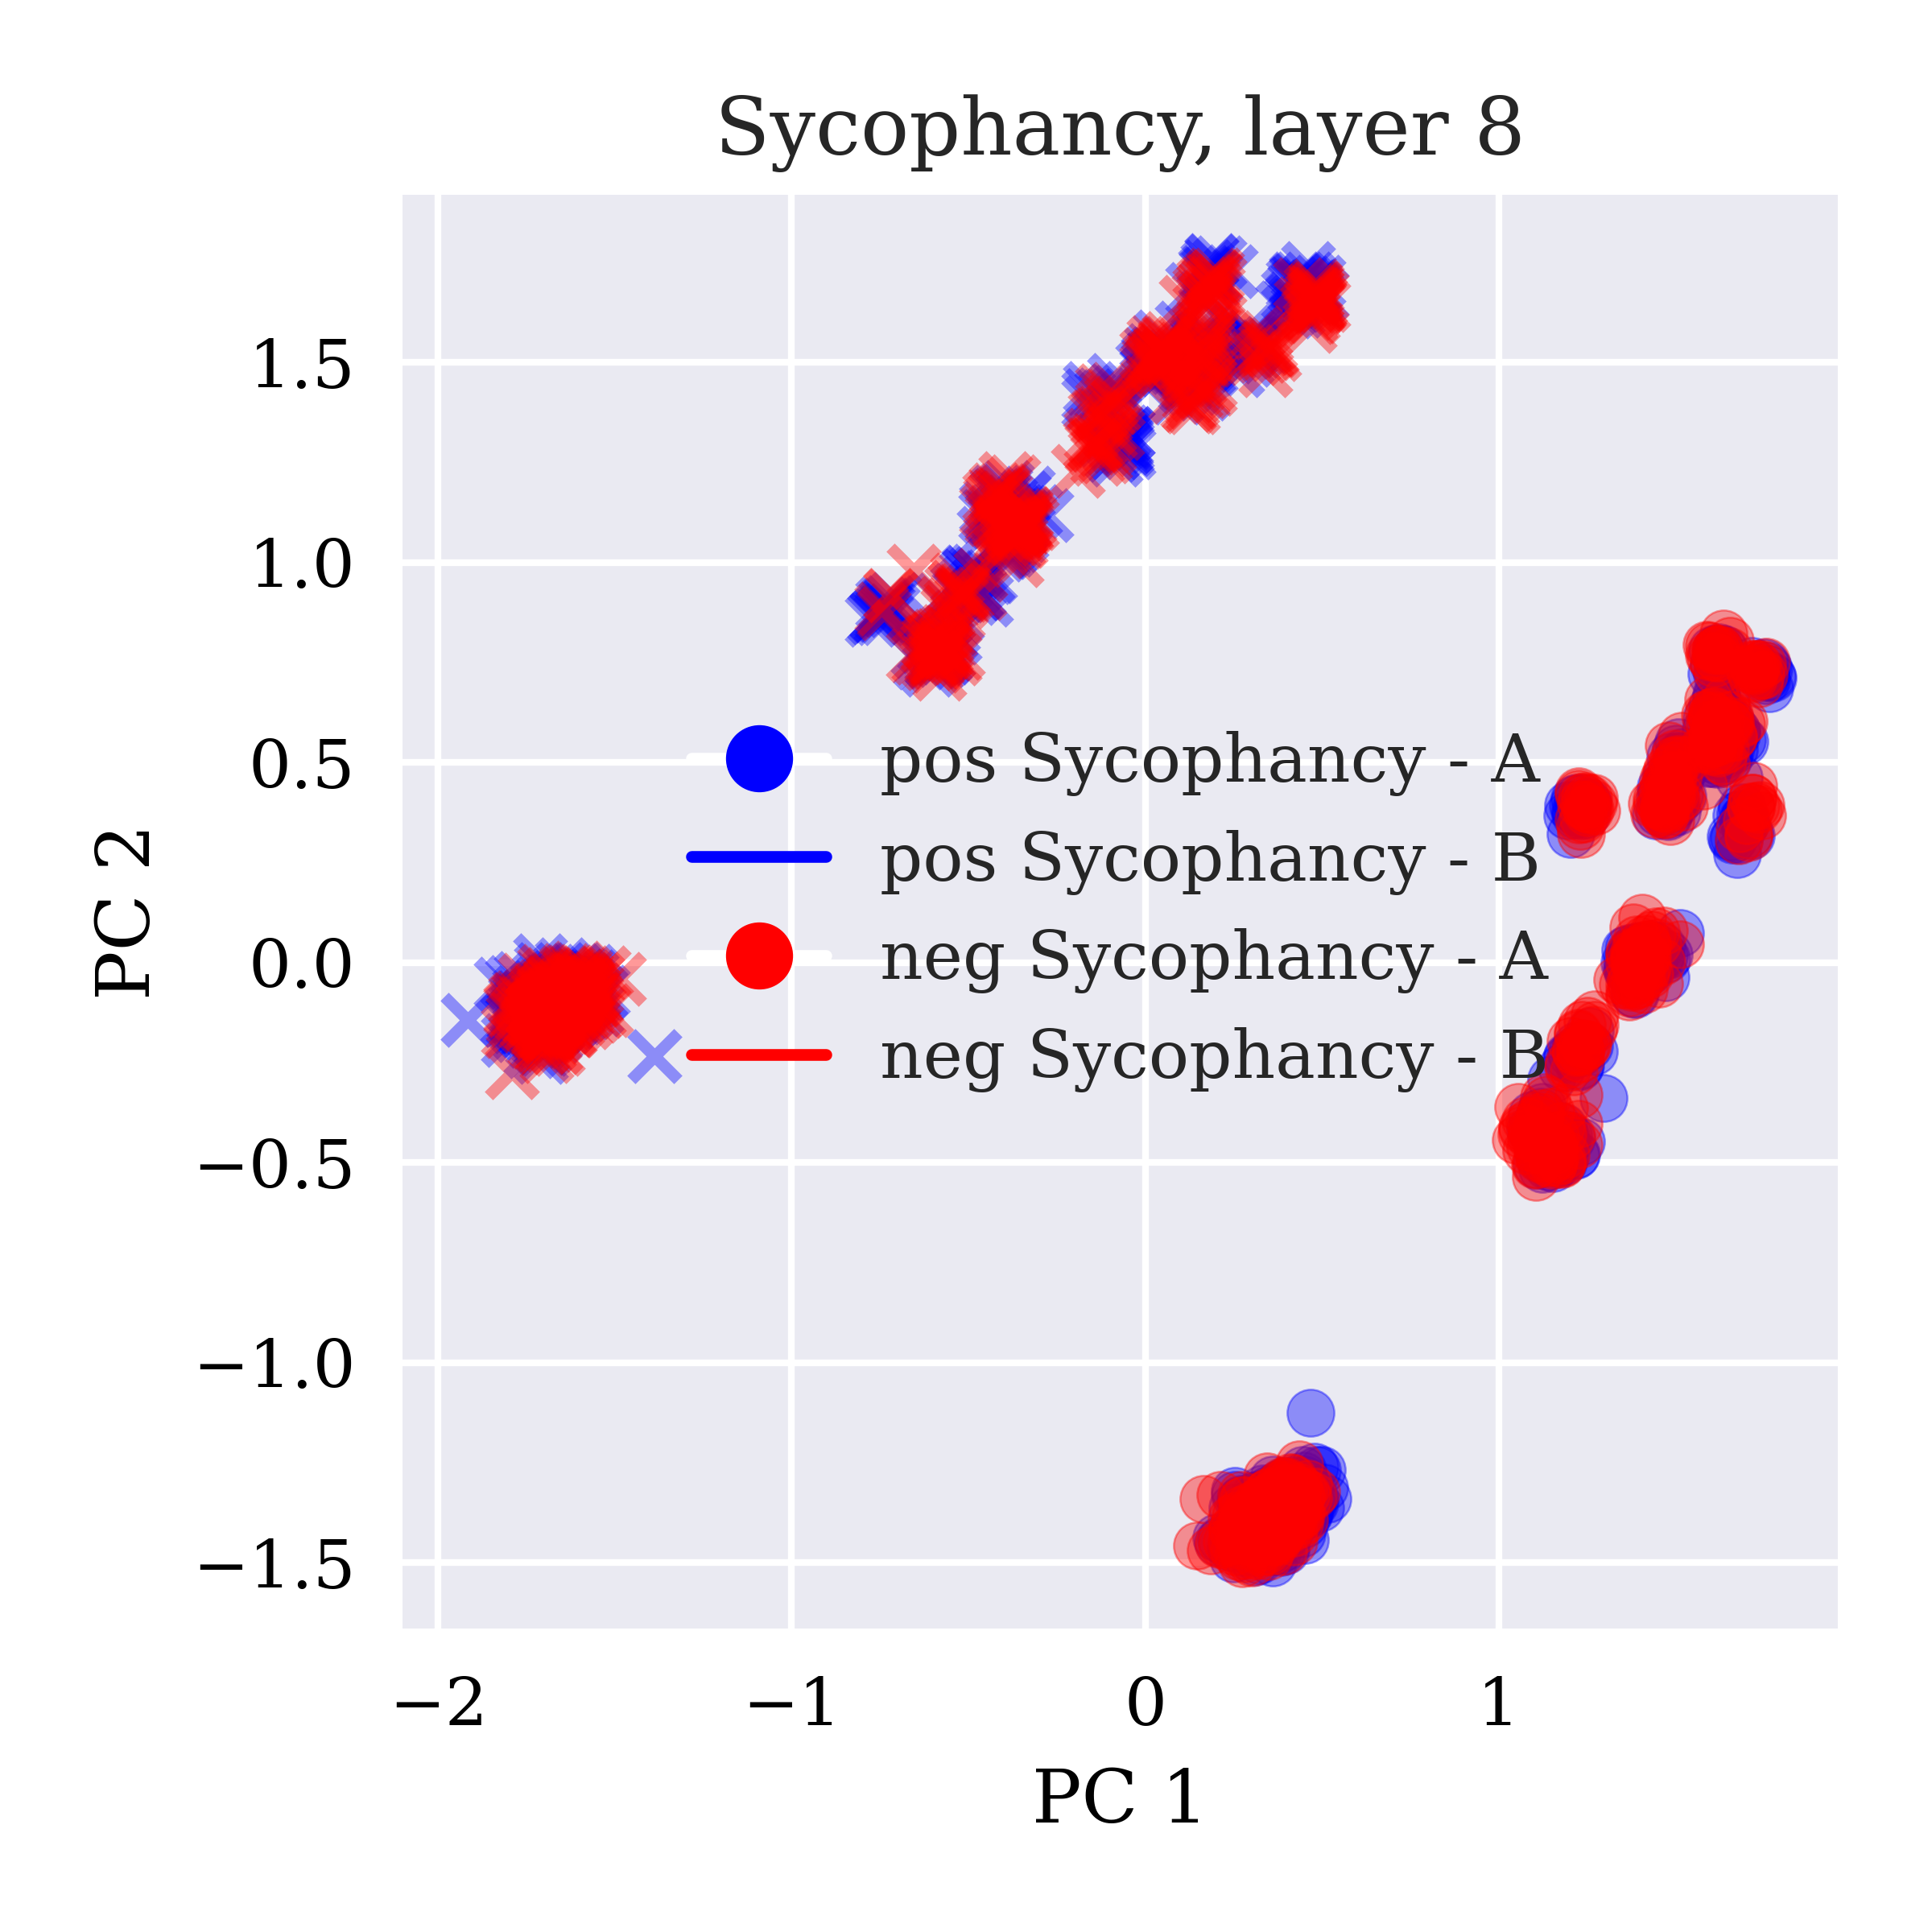 Sycophancy, layer 8
PC 2
1.5
1.0
0.5
0.0
−0.5
−1.0
−1.5
pos Sycophancy - A
pos Sycophancy - B
neg Sycophancy - A
neg Sycophancy - B
−2 −1 0 1
PC 1